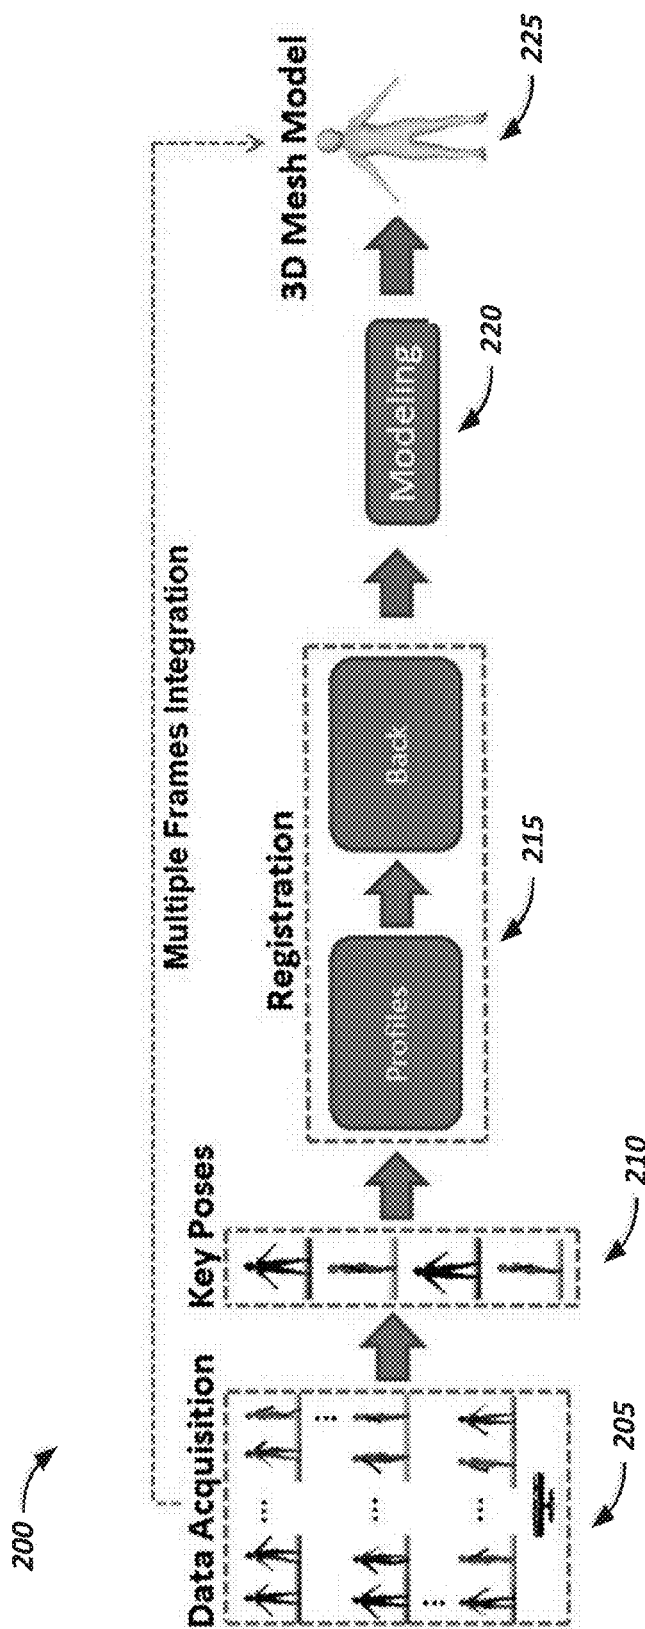 200
Multiple Frames Integration
Data Acquisition
Key Poses
Registration
3D Mesh Model
Profiles
Back
Modeling
205
210
215
220
225